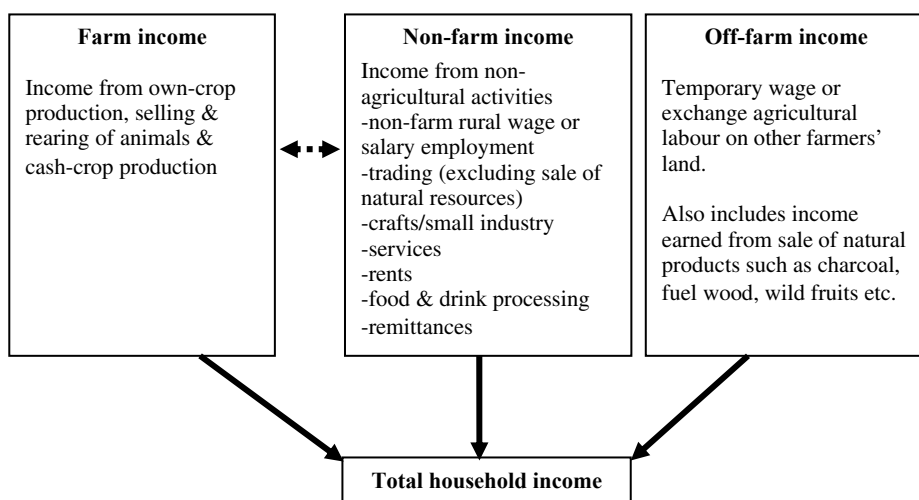 Farm income
Income from own-crop
production, selling &
rearing of animals &
cash-crop production
Non-farm income
Income from non-
agricultural activities
-non-farm rural wage or
salary employment
-trading (excluding sale of
natural resources)
-crafts/small industry
-services
-rents
-food & drink processing
-remittances
Off-farm income
Temporary wage or
exchange agricultural
labour on other farmers'
land.
Also includes income
earned from sale of natural
products such as charcoal,
fuel wood, wild fruits etc.
Total household income